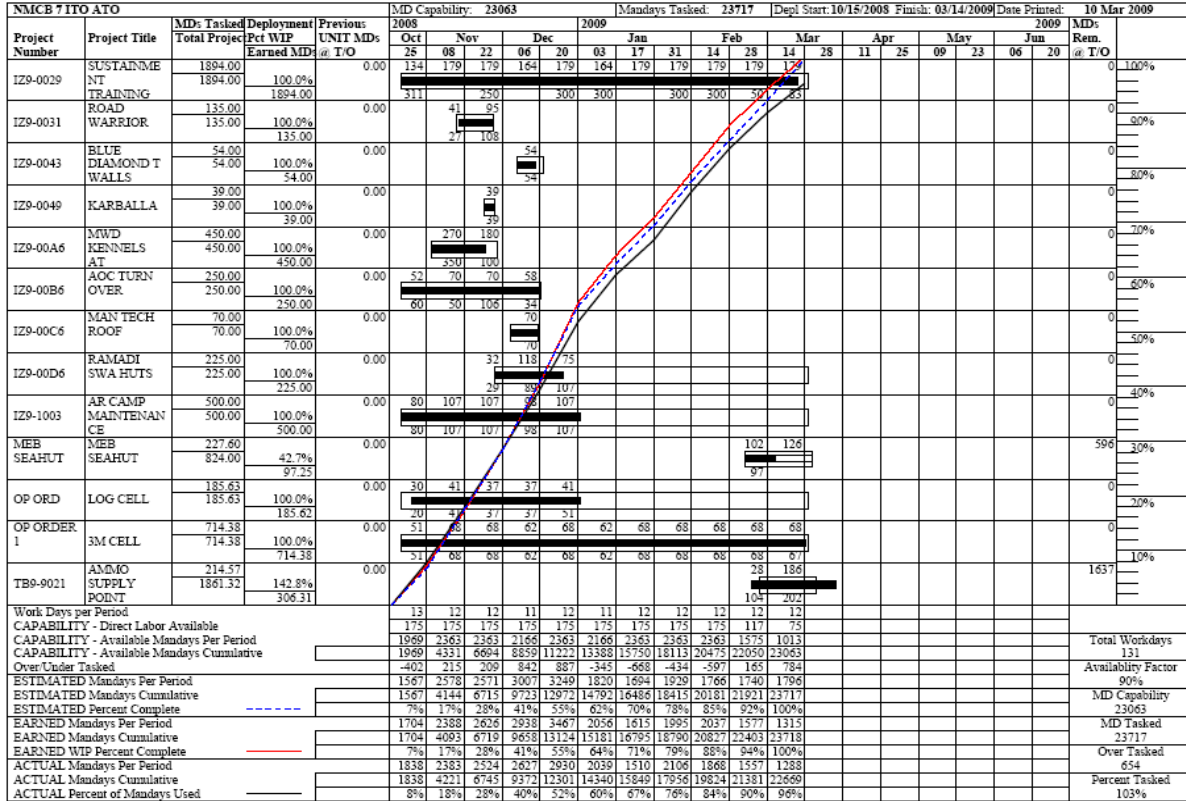 NMCB 7 ITO ATO MD Capability: 23063 Mandays Tasked: 23717 Depl Start:10/15/2008 Finish: 03/14/2009 Date Printed: 10 Mar 2009
MDs Tasked Deployment Previous 2008 2009 2009 MDs
Project Project Title Total Project Pct WIP UNIT MDs Oct Nov Dec Jan Feb Mar Apr May Jun Rem.
Number Earned MDs @ T/O 25 08 22 06 20 03 17 31 14 28 14 28 11 25 09 23 06 20 @ T/O
SUSTAINME 1894.00 0.00 134 179 179 164 179 164 179 179 179 179 0 100%
NT 1894.00 100.0%
IZ9-0029
TRAINING 1894.00 311 250 300 300 300 300 50 83
ROAD 135.00 0.00 41 95 0
IZ9-0031 WARRIOR 135.00 100.0% 90%
135.00 27 108
BLUE 54.00 0.00 54 0
IZ9-0043 DIAMOND T 54.00 100.0%
WALLS 54.00 54 80%
39.00 0.00 39 0
IZ9-0049 KARBALLA 39.00 100.0%
39.00 39
MWD 450.00 0.00 270 180 0 70%
IZ9-00A6 KENNELS 450.00 100.0%
AT 450.00 350 100
AOC TURN 250.00 0.00 52 70 70 58 0
IZ9-00B6 OVER 250.00 100.0% 60%
250.00 60 50 106 34
MAN TECH 70.00 0.00 70 0
IZ9-00C6 ROOF 70.00 100.0%
70.00 70 50%
RAMADI 225.00 0.00 32 118 75 0
IZ9-00D6 SWA HUTS 225.00 100.0%
225.00 29 89 107 40%
AR CAMP 500.00 0.00 80 107 107 98 107 0
IZ9-1003 MAINTENAN 500.00 100.0%
CE 500.00 80 107 107 98 107
MEB MEB 227.60 0.00 102 126 596 30%
SEAHUT SEAHUT 824.00 42.7%
97.25 97
185.63 0.00 30 41 37 37 41 0
OP ORD LOG CELL 185.63 100.0% 20%
185.62 20 41 37 37 51
OP ORDER 714.38 0.00 51 68 68 62 68 62 68 68 68 68 68 0
1 3M CELL 714.38 100.0%
714.38 51 68 68 62 68 62 68 68 68 68 67 10%
AMMO 214.57 0.00 28 186 1637
TB9-9021 SUPPLY 1861.32 142.8%
POINT 306.31 104 202
Work Days per Period 13 12 12 11 12 11 12 12 12 12 12
CAPABILITY - Direct Labor Available 175 175 175 175 175 175 175 175 175 117 75
CAPABILITY - Available Mandays Per Period 1969 2363 2363 2166 2363 2166 2363 2363 2363 1575 1013 Total Workdays
CAPABILITY - Available Mandays Cumulative 1969 4331 6694 8859 11222 13388 15750 18113 20475 22050 23063 131
Over/Under Tasked -402 215 209 842 887 -345 -668 -434 -597 165 784 Availablity Factor
ESTIMATED Mandays Per Period 1567 2578 2571 3007 3249 1820 1694 1929 1766 1740 1796 90%
ESTIMATED Mandays Cumulative 1567 4144 6715 9723 12972 14792 16486 18415 20181 21921 23717 MD Capability
ESTIMATED Percent Complete 7% 17% 28% 41% 55% 62% 70% 78% 85% 92% 100% 23063
EARNED Mandays Per Period 1704 2388 2626 2938 3467 2056 1615 1995 2037 1577 1315 MD Tasked
EARNED Mandays Cumulative 1704 4093 6719 9658 13124 15181 16795 18790 20827 22403 23718 23717
EARNED WIP Percent Complete 7% 17% 28% 41% 55% 64% 71% 79% 88% 94% 100% Over Tasked
ACTUAL Mandays Per Period 1838 2383 2524 2627 2930 2039 1510 2106 1868 1557 1288 654
ACTUAL Mandays Cumulative 1838 4221 6745 9372 12301 14340 15849 17956 19824 21381 22669 Percent Tasked
ACTUAL Percent of Mandays Used 8% 18% 28% 40% 52% 60% 67% 76% 84% 90% 96% 103%